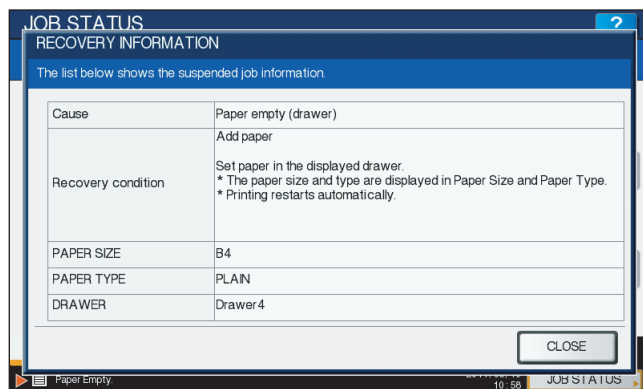 JOB STATUS
?
RECOVERY INFORMATION
The list below shows the suspended job information.
Cause
Paper empty (drawer)
Recovery condition
Add paper
Set paper in the displayed drawer.
* The paper size and type are displayed in Paper Size and Paper Type.
* Printing restarts automatically.
PAPER SIZE
B4
PAPER TYPE
PLAIN
DRAWER
Drawer4
CLOSE
Paper Empty.
10:58
JOB STATUS